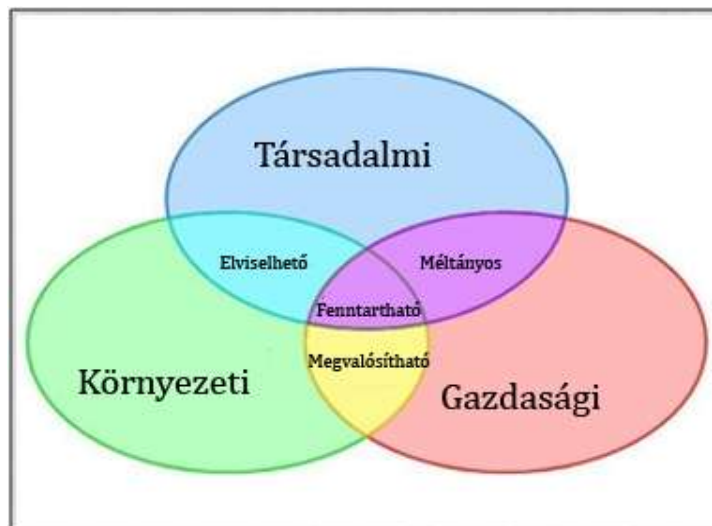 Társadalmi
Elviselhető
Méltányos
Fenntartható
Megvalósítható
Környezeti
Gazdasági